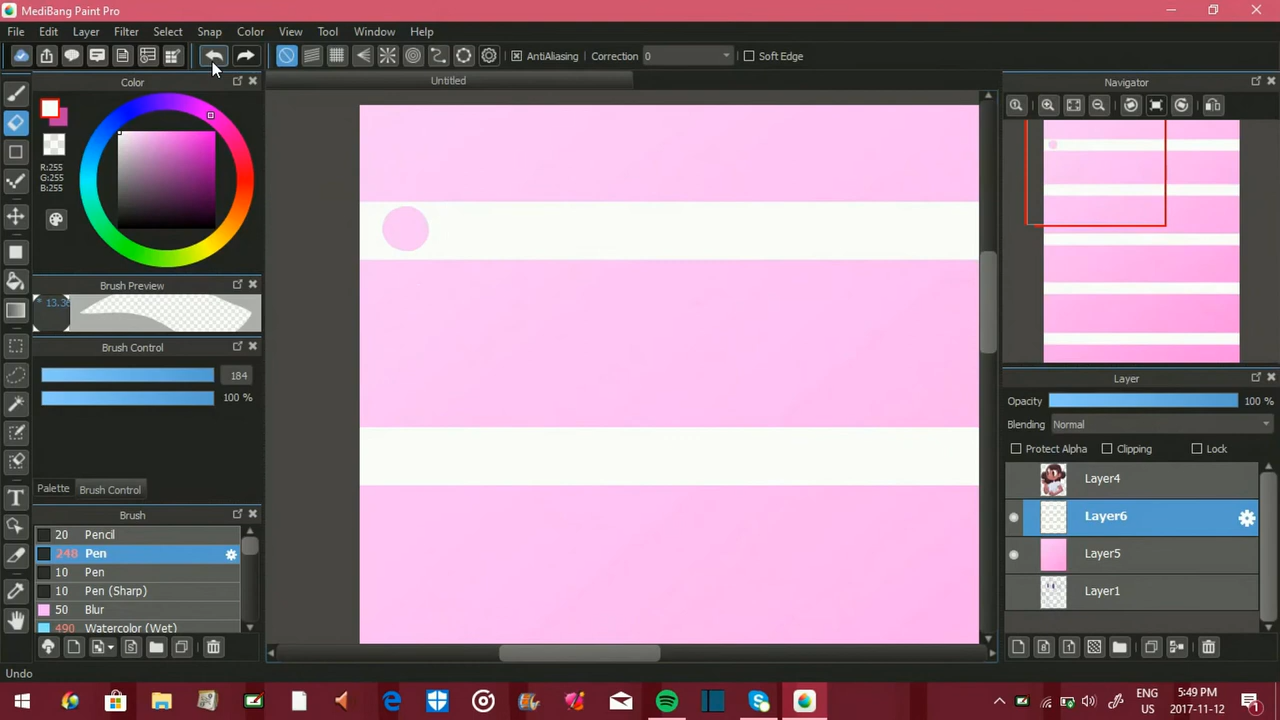 MediBang Paint Pro
File Edit Layer Filter Select Snap Color View Tool Window Help
AntiAliasing Correction 0 Soft Edge
Color
Untitled
Navigator
R:255
G:255
B:255
Brush Preview
* 13.36
Brush Control
184
100 %
Palette Brush Control
Brush
20 Pencil
248 Pen
10 Pen
10 Pen (Sharp)
50 Blur
490 Watercolor (Wet)
Layer
Opacity 100 %
Blending Normal
Protect Alpha Clipping Lock
Layer4
Layer6
Layer5
Layer1
Undo
ENG
US
5:49 PM
2017-11-12
1